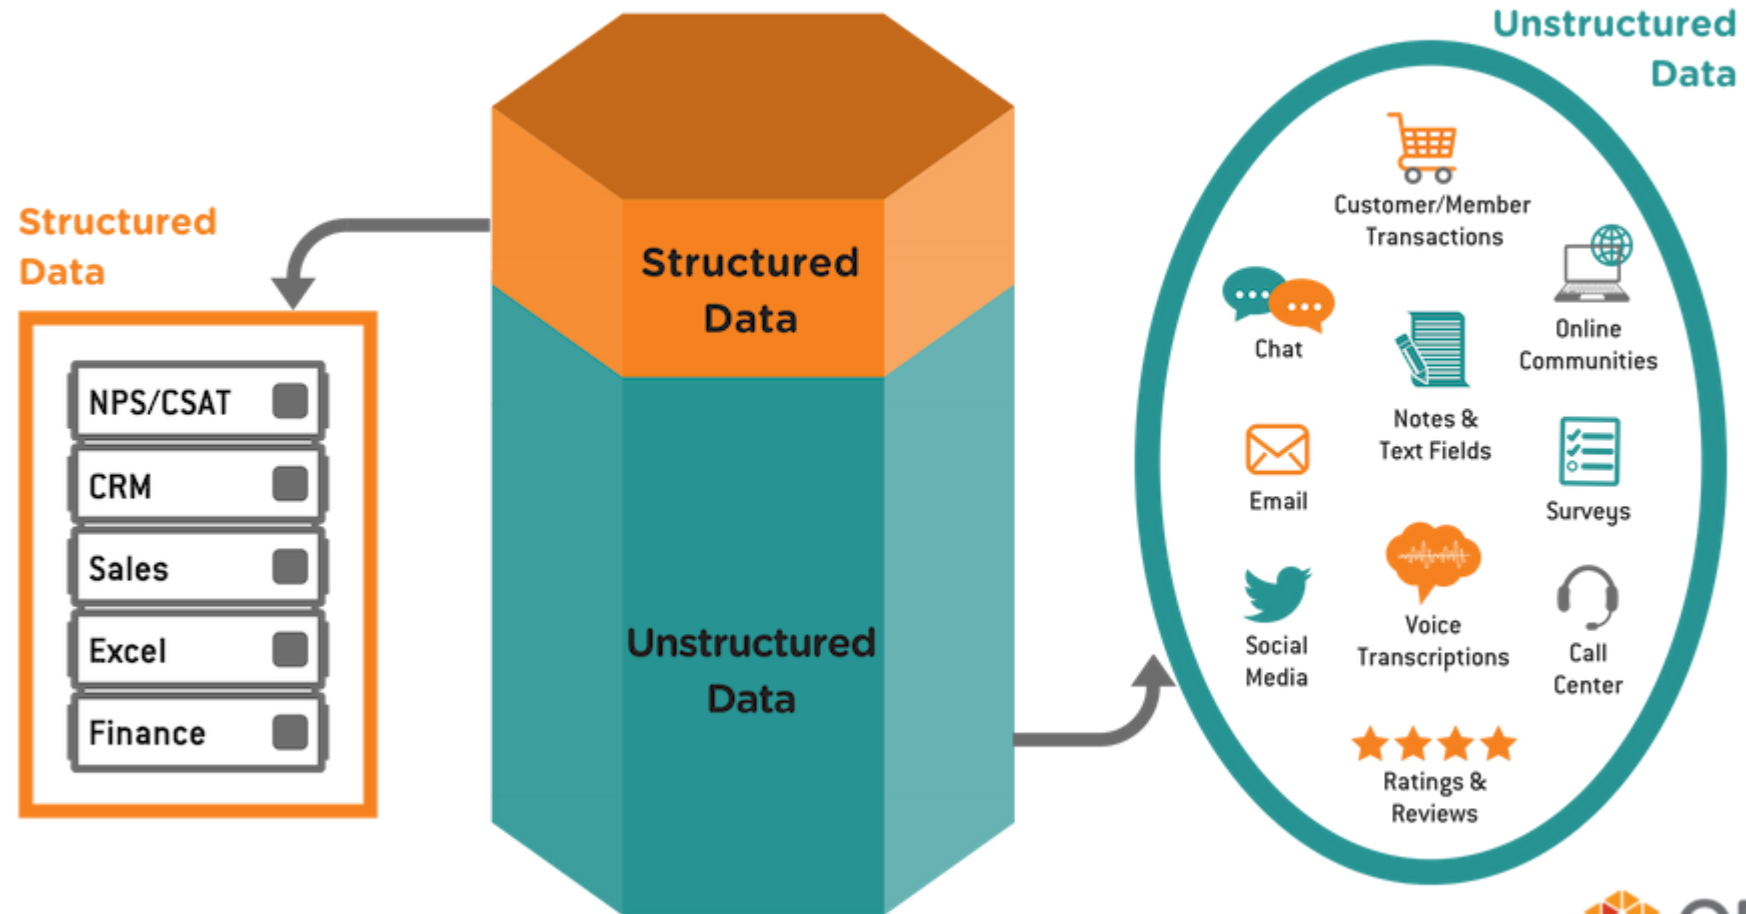 Unstructured
Data
Structured
Data
NPS/CSAT
CRM
Sales
Excel
Finance
Structured
Data
Unstructured
Data
Customer/Member
Transactions
Online
Communities
Chat
Notes &
Text Fields
Email
Surveys
Social
Media
Voice
Transcriptions
Call
Center
Ratings &
Reviews